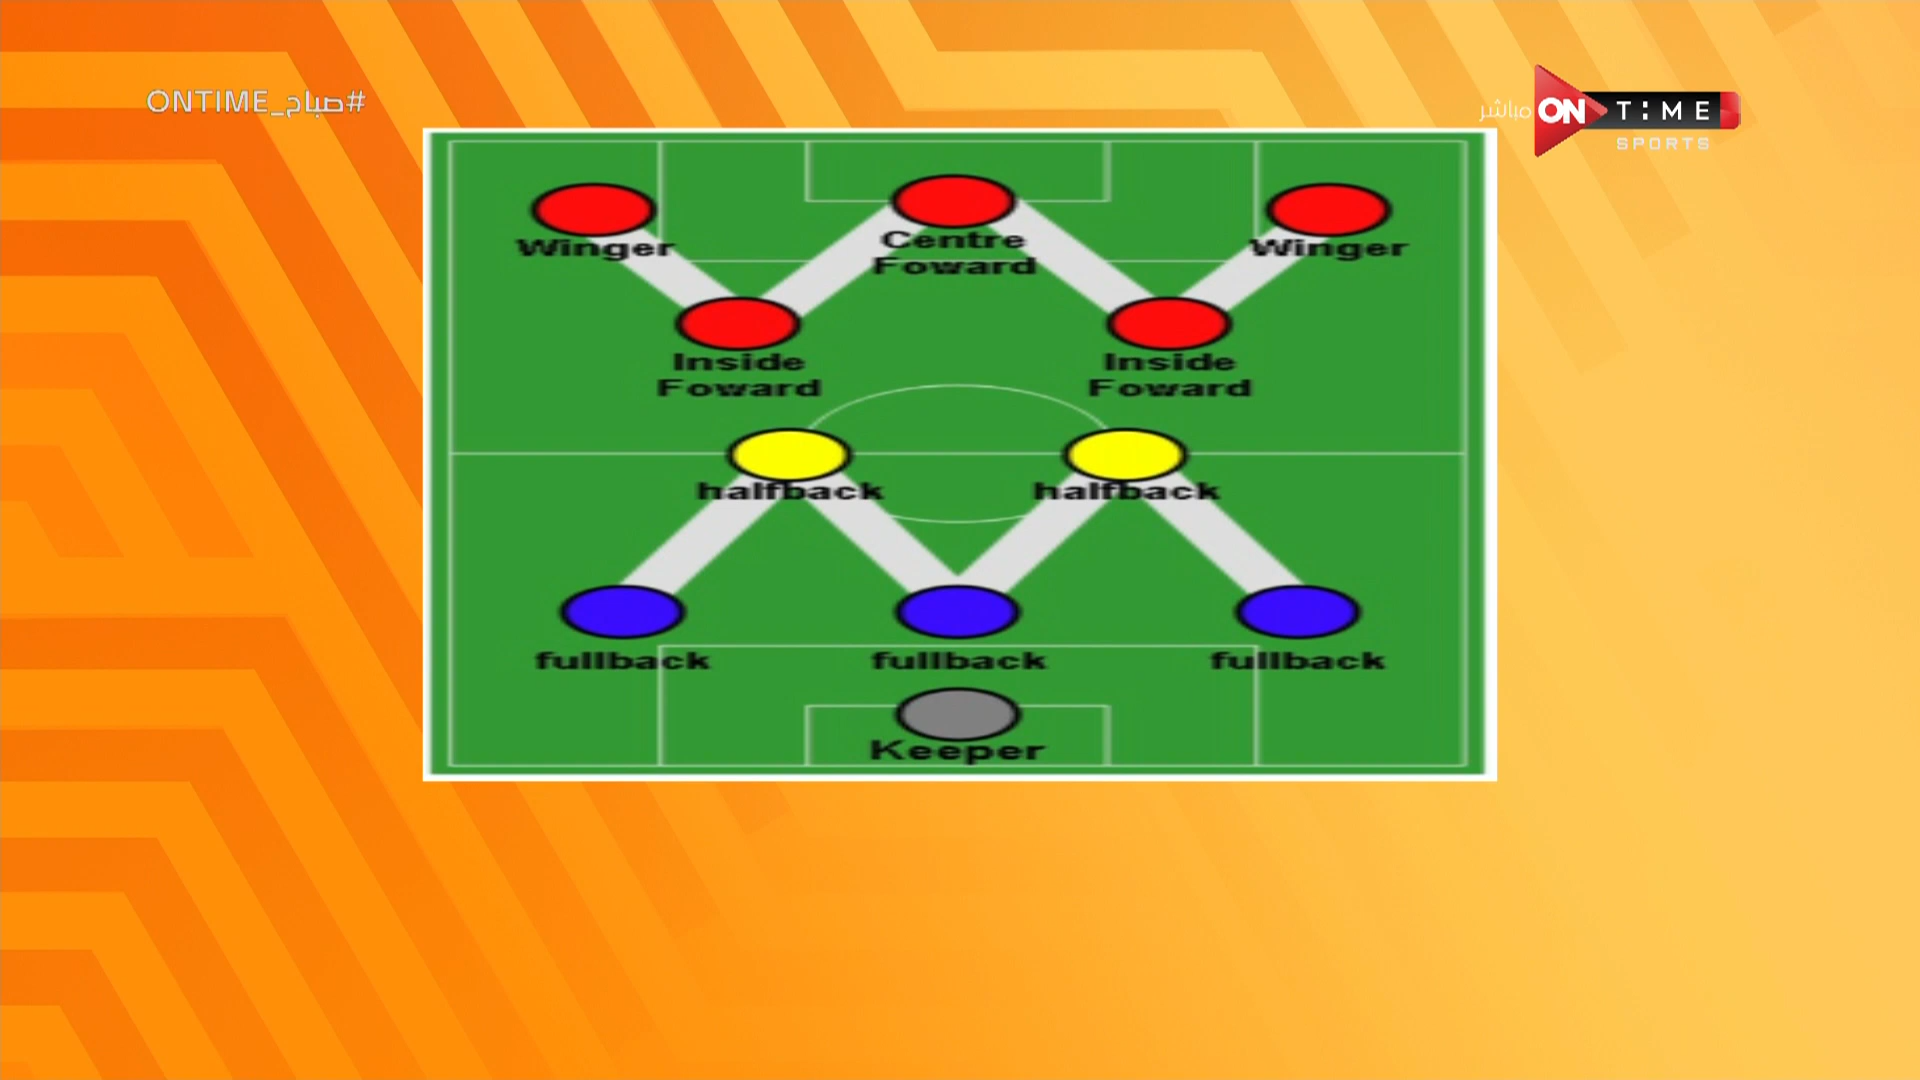 #صباح_ONTIME
مباشر ON TIME
SPORTS
Winger
Centre
Foward
Winger
Inside
Foward
Inside
Foward
halfback
halfback
fullback
fullback
fullback
Keeper